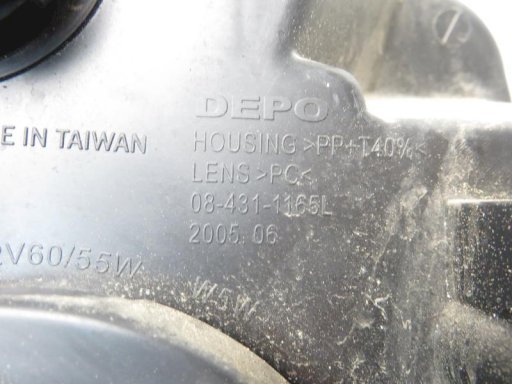 DEPO
E IN TAIWAN
HOUSING >PP+T40%<
LENS >PC<
08-431-1165L
2005.06
2V60/55W
W5W